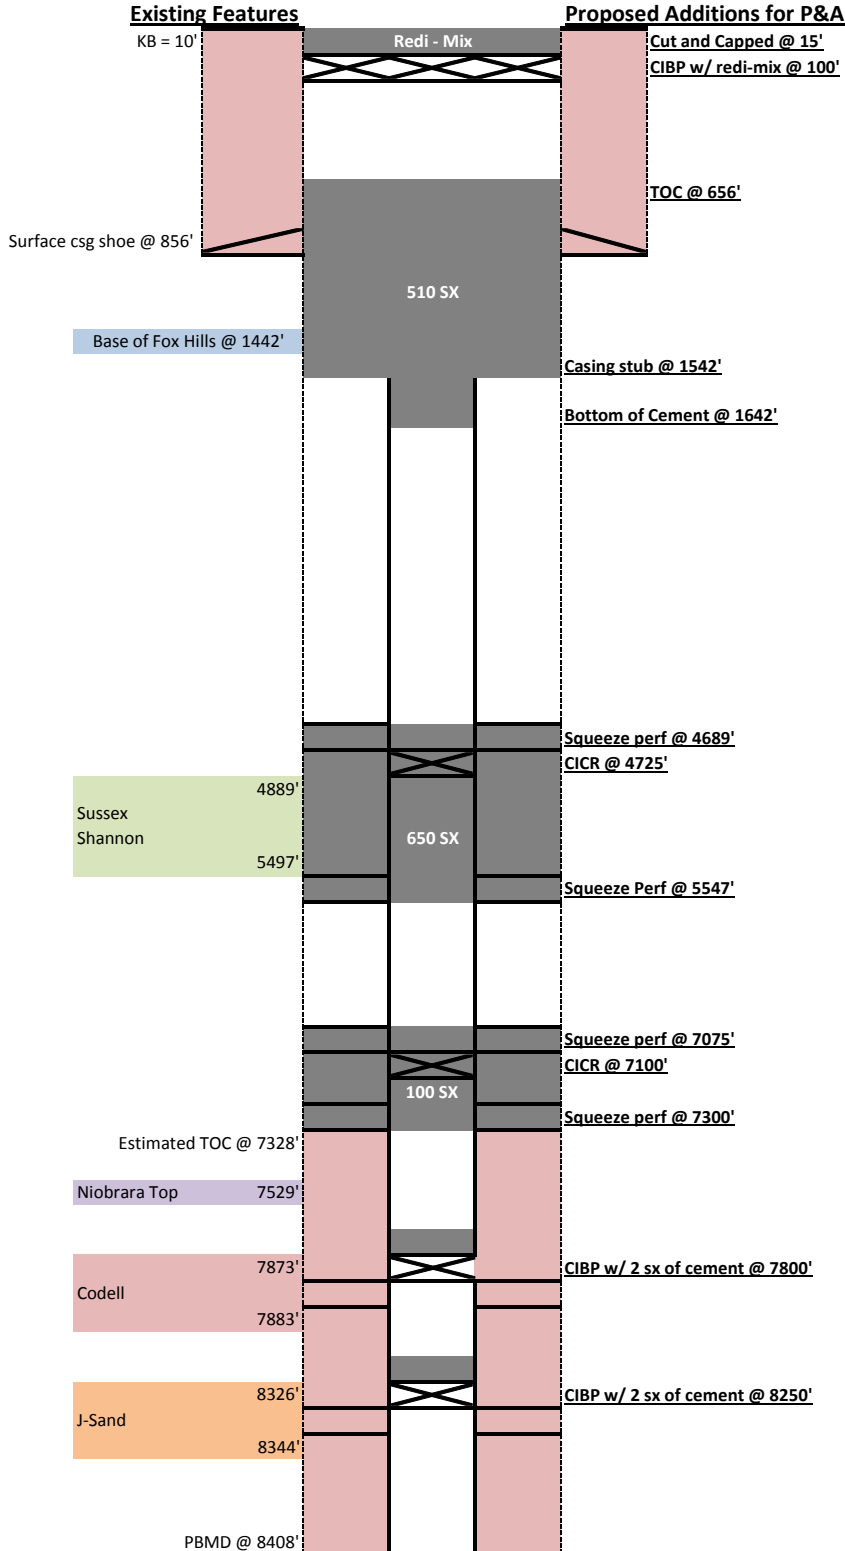 Existing Features
Proposed Additions for P&A
KB = 10'
Redi - Mix
Cut and Capped @ 15'
CIBP w/ redi-mix @ 100'
TOC @ 656'
Surface csg shoe @ 856'
510 SX
Base of Fox Hills @ 1442'
Casing stub @ 1542'
Bottom of Cement @ 1642'
Squeeze perf @ 4689'
CICR @ 4725'
4889'
Sussex
Shannon
650 SX
5497'
Squeeze Perf @ 5547'
Squeeze perf @ 7075'
CICR @ 7100'
100 SX
Squeeze perf @ 7300'
Estimated TOC @ 7328'
Niobrara Top 7529'
7873'
CIBP w/ 2 sx of cement @ 7800'
Codell
7883'
8326'
CIBP w/ 2 sx of cement @ 8250'
J-Sand
8344'
PBMD @ 8408'